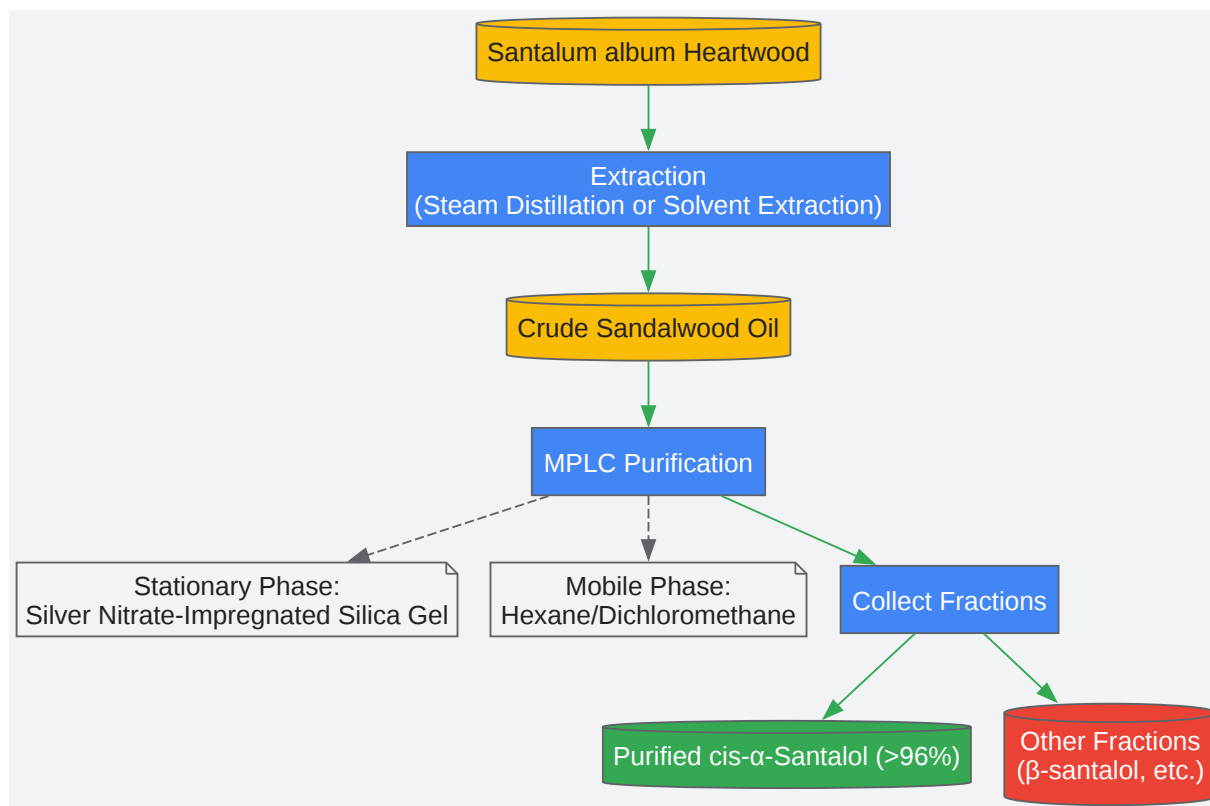 Santalum album Heartwood
Extraction
(Steam Distillation or Solvent Extraction)
Crude Sandalwood Oil
MPLC Purification
Stationary Phase:
Silver Nitrate-Impregnated Silica Gel
Mobile Phase:
Hexane/Dichloromethane
Collect Fractions
Purified cis-α-Santalol (>96%)
Other Fractions
(β-santalol, etc.)